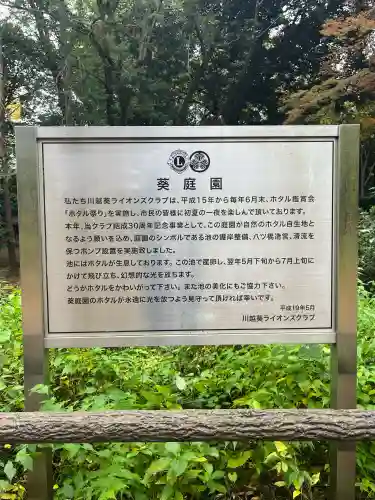 葵庭園
私たち川越葵ライオンズクラブは、平成15年から毎年6月末、ホタル鑑賞会
「ホタル祭り」を実施し、市民の皆様に初夏の一夜を楽しんで頂いております。
本年、当クラブ結成30周年記念事業として、この庭園が自然のホタル自生地と
なるよう願いを込め、庭園のシンボルである池の堤岸整備、八ツ橋造営、清流を
保つポンプ設置を実施致しました。
池にはホタルが生息しております。この池で産卵し、翌年5月下旬から7月上旬に
かけて飛び立ち、幻想的な光を放ちます。
どうかホタルをかわいがって下さい。また池の美化にもご協力下さい。
葵庭園のホタルが永遠に光を放つよう見守って頂ければ幸いです。
平成19年5月
川越葵ライオンズクラブ